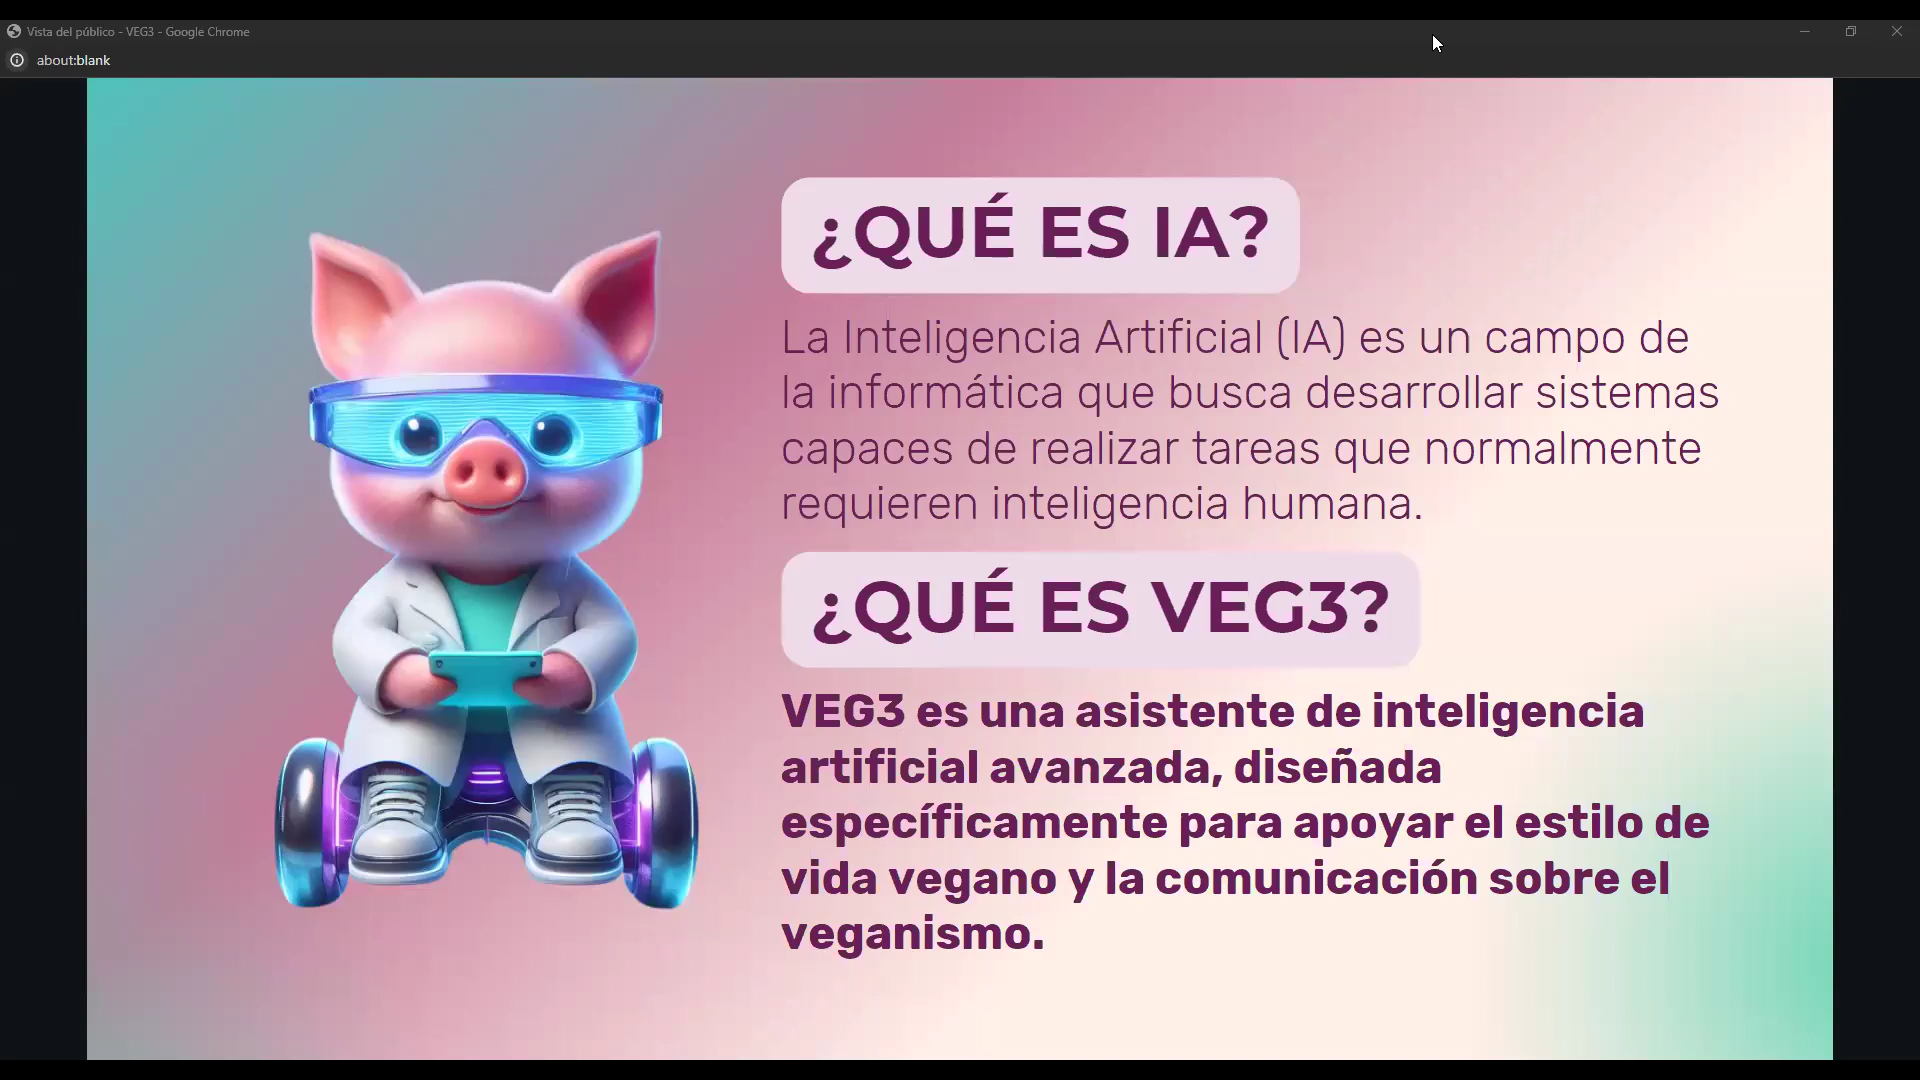 Vista del público - VEG3 - Google Chrome
about:blank
¿QUÉ ES IA?
La Inteligencia Artificial (IA) es un campo de
la informática que busca desarrollar sistemas
capaces de realizar tareas que normalmente
requieren inteligencia humana.
¿QUÉ ES VEG3?
VEG3 es una asistente de inteligencia
artificial avanzada, diseñada
específicamente para apoyar el estilo de
vida vegano y la comunicación sobre el
veganismo.